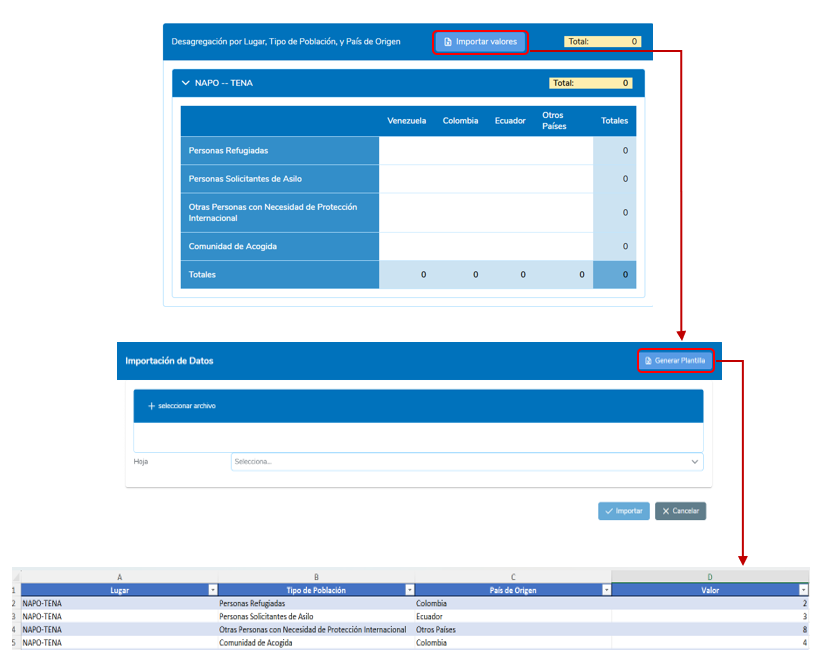 Desagregación por Lugar, Tipo de Población, y País de Origen Importar valores Total: 0
NAPO -- TENA Total: 0
Venezuela Colombia Ecuador Otros Países Totales
Personas Refugiadas 0
Personas Solicitantes de Asilo 0
Otras Personas con Necesidad de Protección
Internacional 0
Comunidad de Acogida 0
Totales 0 0 0 0 0
Importación de Datos Generar Plantilla
+ seleccionar archivo
Hoja Selecciona...
Importar Cancelar
A B C D
1 Lugar Tipo de Población País de Origen Valor
2 NAPO-TENA Personas Refugiadas Colombia 2
3 NAPO-TENA Personas Solicitantes de Asilo Ecuador 3
4 NAPO-TENA Otras Personas con Necesidad de Protección Internacional Otros Países 8
5 NAPO-TENA Comunidad de Acogida Colombia 4